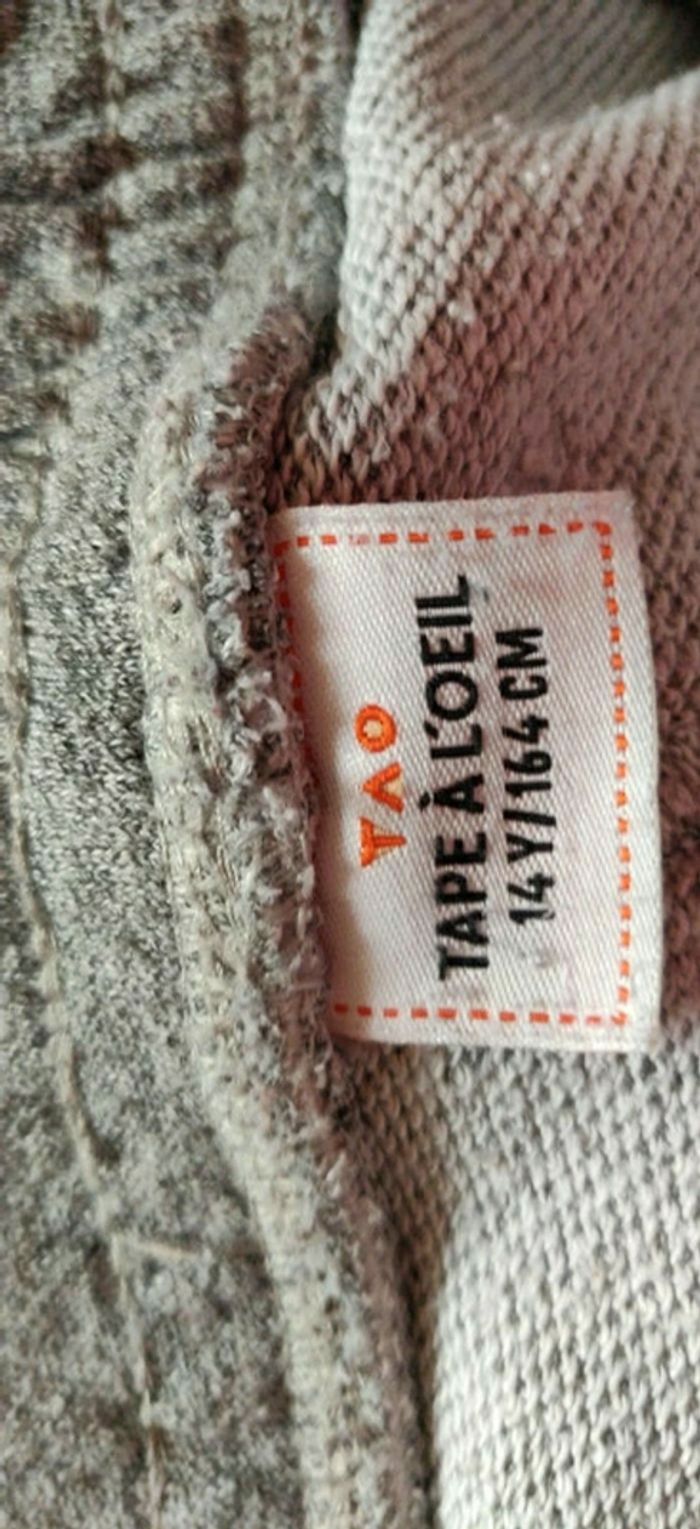 TAO
TAPE À L'OEIL
14Y/164 CM